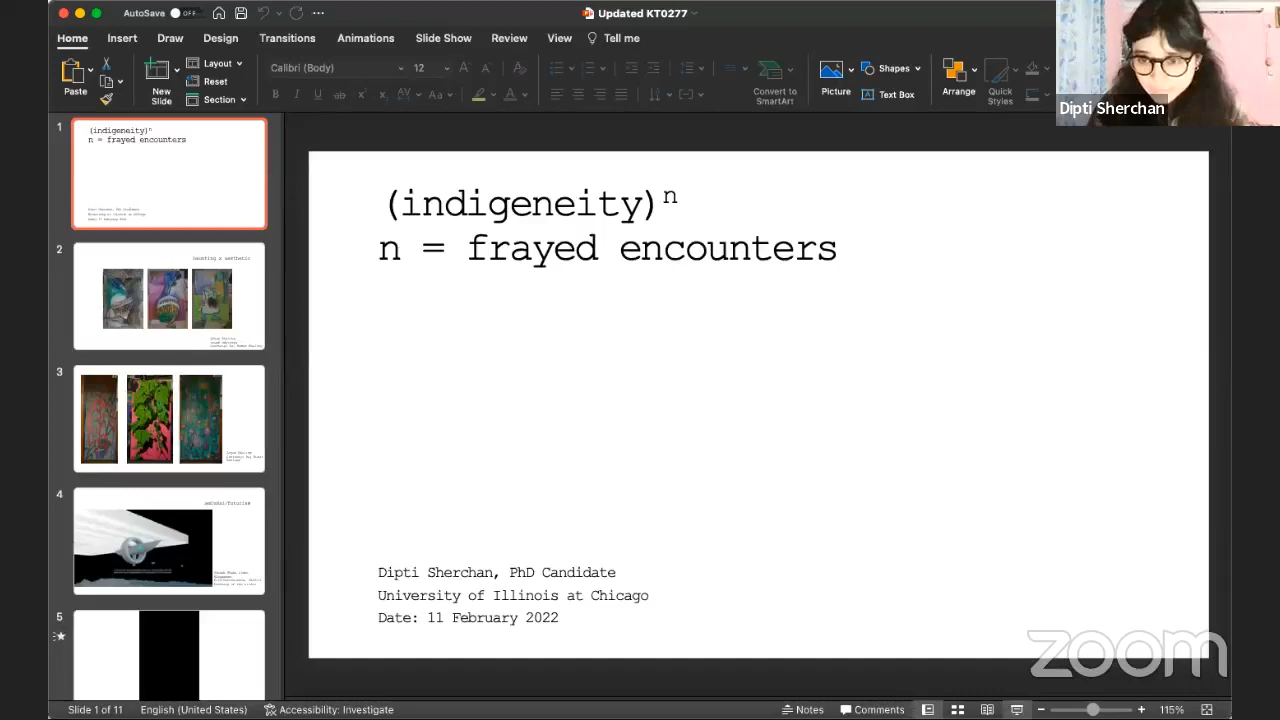 AutoSave OFF
Updated KT0277
Home Insert Draw Design Transitions Animations Slide Show Review View Tell me
Paste
New Slide
Layout
Reset
Section
Calibri (Body) 12
Convert to SmartArt
Picture
Shapes
Text Box
Arrange
Quick Styles
Dipti Sherchan
1
(indigeneity)ⁿ
n = frayed encounters
2
haunting x aesthetic
3
4
5
(indigeneity)ⁿ
n = frayed encounters
Dipti Sherchan, PhD Candidate
University of Illinois at Chicago
Date: 11 February 2022
zoom
Slide 1 of 11 English (United States) Accessibility: Investigate Notes Comments 115%